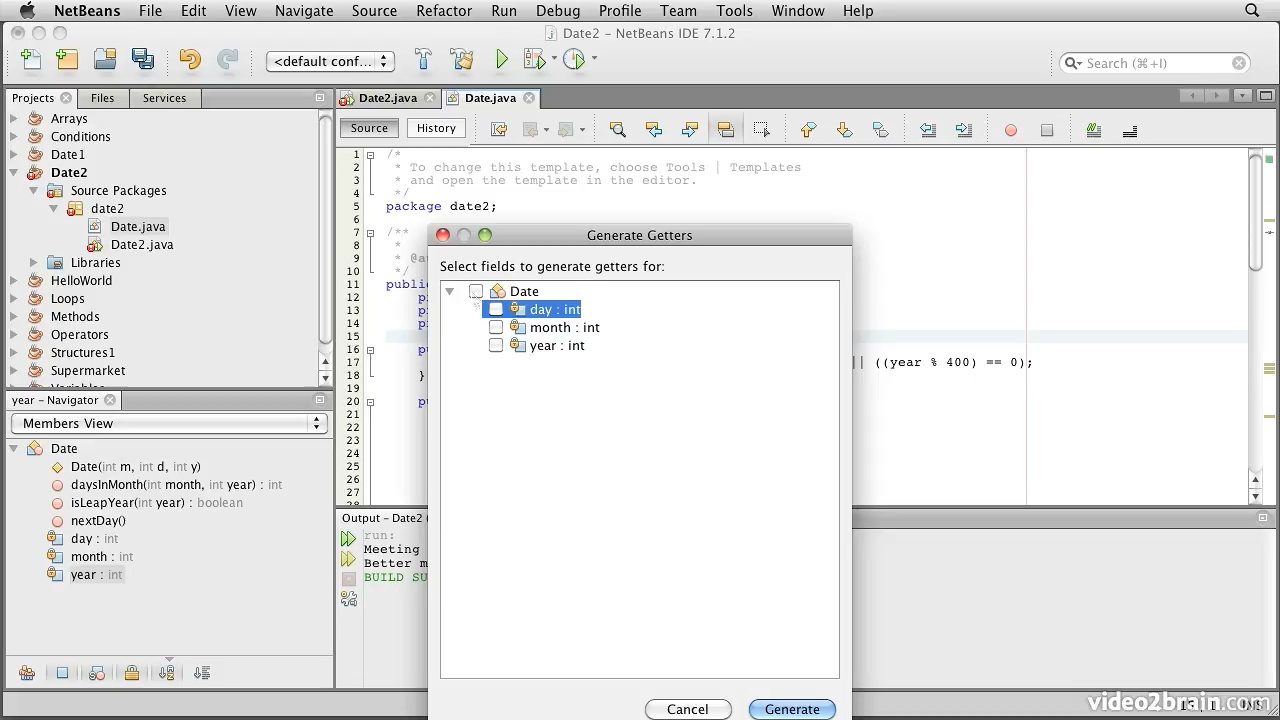 NetBeans File Edit View Navigate Source Refactor Run Debug Profile Team Tools Window Help
Date2 – NetBeans IDE 7.1.2
<default conf...
Search (⌘+I)
Projects Files Services
Arrays
Conditions
Date1
Date2
Source Packages
date2
Date.java
Date2.java
Libraries
HelloWorld
Loops
Methods
Operators
Structures1
Supermarket
year – Navigator
Members View
Date
Date(int m, int d, int y)
daysInMonth(int month, int year) : int
isLeapYear(int year) : boolean
nextDay()
day : int
month : int
year : int
Date2.java Date.java
Source History
1 /*
2 * To change this template, choose Tools | Templates
3 * and open the template in the editor.
4 */
5 package date2;
6
7 /**
8 *
9 * @a
10 */
11 publi
12 p
13 p
14 p
15
16 p
17 || ((year % 400) == 0);
18 }
19
20 p
21
22
23
24
25
26
27
28
Generate Getters
Select fields to generate getters for:
Date
day : int
month : int
year : int
Cancel Generate
Output – Date2 (
run:
Meeting
Better m
BUILD SU
video2brain.com